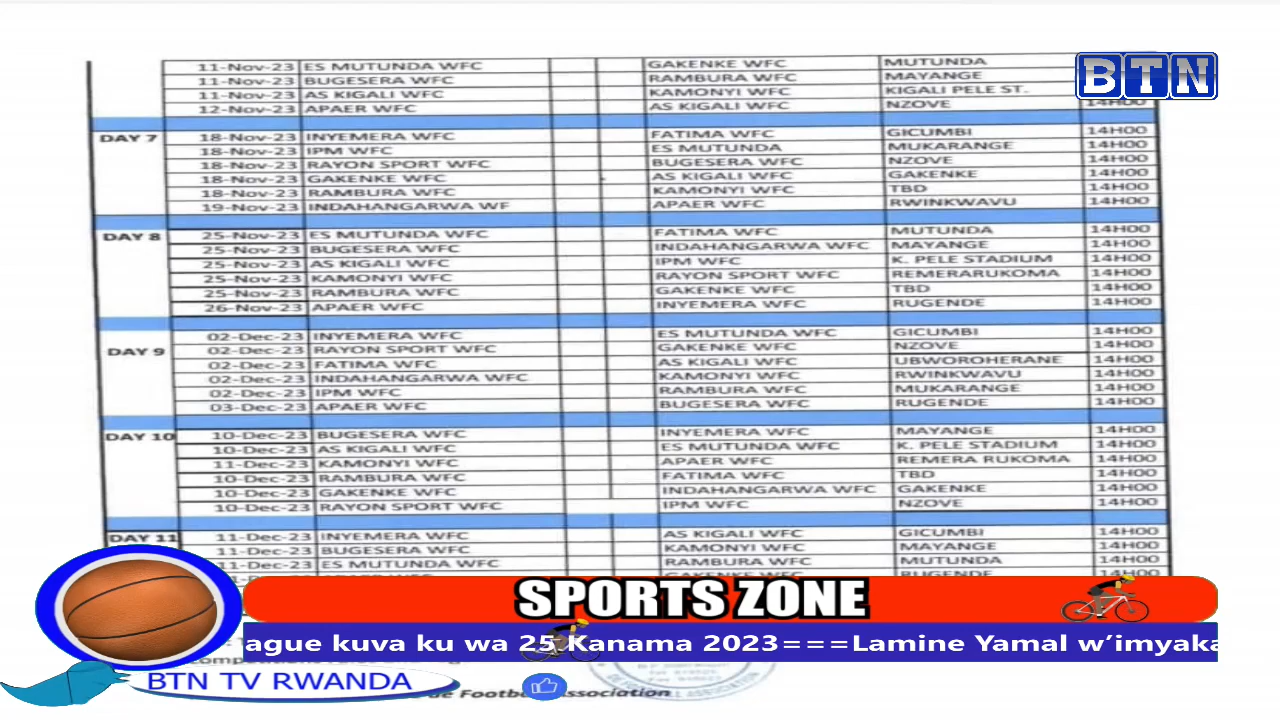 11-Nov-23 ES MUTUNDA WFC GAKENKE WFC MUTUNDA
11-Nov-23 BUGESERA WFC RAMBURA WFC MAYANGE
11-Nov-23 AS KIGALI WFC KAMONYI WFC KIGALI PELE ST.
12-Nov-23 APAER WFC AS KIGALI WFC NZOVE 14H00
BTN
DAY 7 18-Nov-23 INYEMERA WFC FATIMA WFC GICUMBI 14H00
18-Nov-23 IPM WFC ES MUTUNDA MUKARANGE 14H00
18-Nov-23 RAYON SPORT WFC BUGESERA WFC NZOVE 14H00
18-Nov-23 GAKENKE WFC AS KIGALI WFC GAKENKE 14H00
18-Nov-23 RAMBURA WFC KAMONYI WFC TBD 14H00
19-Nov-23 INDAHANGARWA WF APAER WFC RWINKWAVU 14H00
DAY 8 25-Nov-23 ES MUTUNDA WFC FATIMA WFC MUTUNDA 14H00
25-Nov-23 BUGESERA WFC INDAHANGARWA WFC MAYANGE 14H00
25-Nov-23 AS KIGALI WFC IPM WFC K. PELE STADIUM 14H00
25-Nov-23 KAMONYI WFC RAYON SPORT WFC REMERARUKOMA 14H00
25-Nov-23 RAMBURA WFC GAKENKE WFC TBD 14H00
26-Nov-23 APAER WFC INYEMERA WFC RUGENDE 14H00
02-Dec-23 INYEMERA WFC ES MUTUNDA WFC GICUMBI 14H00
DAY 9 02-Dec-23 RAYON SPORT WFC GAKENKE WFC NZOVE 14H00
02-Dec-23 FATIMA WFC AS KIGALI WFC UBWOROHERANE 14H00
02-Dec-23 INDAHANGARWA WFC KAMONYI WFC RWINKWAVU 14H00
02-Dec-23 IPM WFC RAMBURA WFC MUKARANGE 14H00
03-Dec-23 APAER WFC BUGESERA WFC RUGENDE 14H00
DAY 10 10-Dec-23 BUGESERA WFC INYEMERA WFC MAYANGE 14H00
10-Dec-23 AS KIGALI WFC ES MUTUNDA WFC K. PELE STADIUM 14H00
11-Dec-23 KAMONYI WFC APAER WFC REMERA RUKOMA 14H00
10-Dec-23 RAMBURA WFC FATIMA WFC TBD 14H00
10-Dec-23 GAKENKE WFC INDAHANGARWA WFC GAKENKE 14H00
10-Dec-23 RAYON SPORT WFC IPM WFC NZOVE 14H00
DAY 11 11-Dec-23 INYEMERA WFC AS KIGALI WFC GICUMBI 14H00
11-Dec-23 BUGESERA WFC KAMONYI WFC MAYANGE 14H00
11-Dec-23 ES MUTUNDA WFC RAMBURA WFC MUTUNDA 14H00
GAKENKE WFC RUGENDE 14H00
SPORTS ZONE
ague kuva ku wa 25 Kanama 2023===Lamine Yamal w'imyaka
BTN TV RWANDA
de Football Association